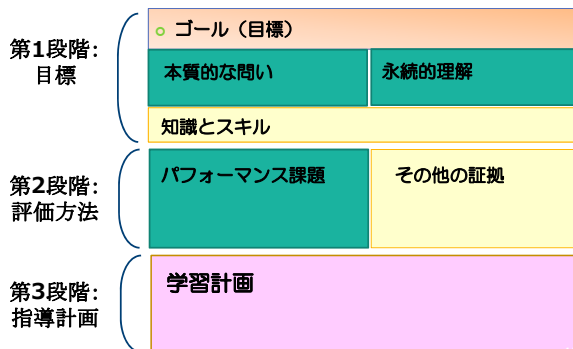 第1段階:
目標
ゴール（目標）
本質的な問い
永続的理解
知識とスキル
第2段階:
評価方法
パフォーマンス課題
その他の証拠
第3段階:
指導計画
学習計画